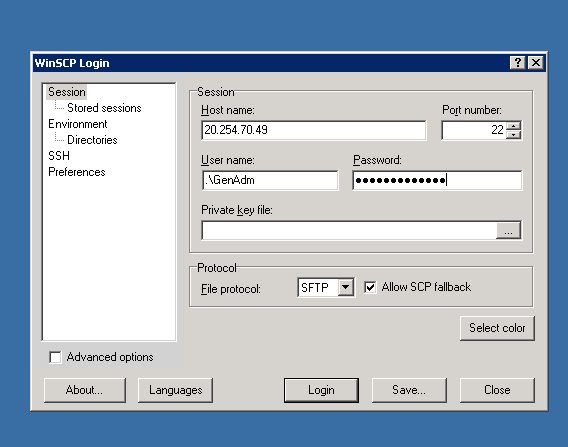 WinSCP Login
Session
Stored sessions
Environment
Directories
SSH
Preferences
Advanced options
Session
Host name:
Port number:
20.254.70.49
22
User name:
Password:
.\GenAdm
●●●●●●●●●●●●●
Private key file:
...
Protocol
File protocol:
SFTP
Allow SCP fallback
Select color
About...
Languages
Login
Save...
Close